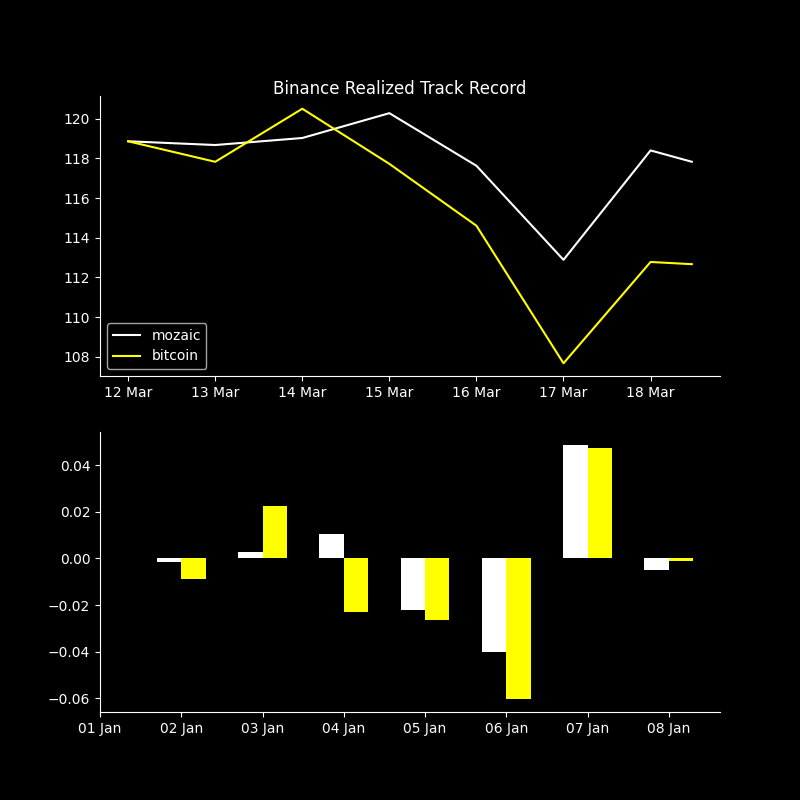 Binance Realized Track Record
120
118
116
114
112
110
108
mozaic
bitcoin
12 Mar 13 Mar 14 Mar 15 Mar 16 Mar 17 Mar 18 Mar
0.04
0.02
0.00
−0.02
−0.04
−0.06
01 Jan 02 Jan 03 Jan 04 Jan 05 Jan 06 Jan 07 Jan 08 Jan